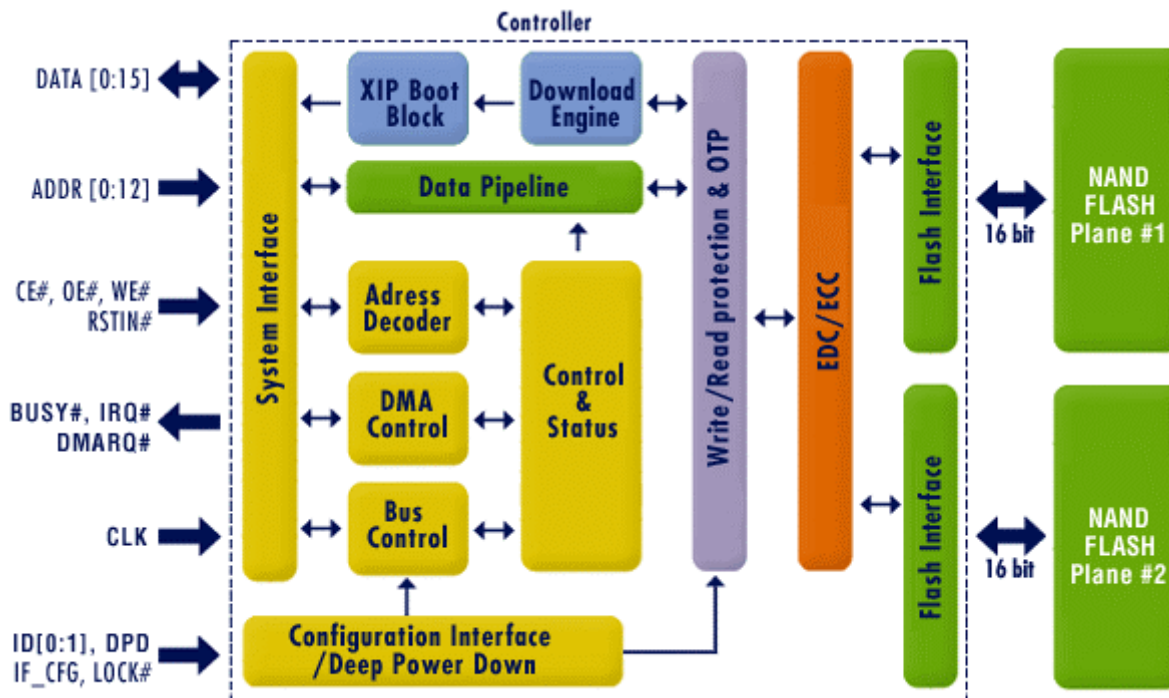 Controller
DATA [0:15]
ADDR [0:12]
CE#, OE#, WE#
RSTIN#
BUSY#, IRQ#
DMARQ#
CLK
ID[0:1], DPD
IF_CFG, LOCK#
System Interface
XIP Boot
Block
Download
Engine
Data Pipeline
Adress
Decoder
DMA
Control
Bus
Control
Control
&
Status
Configuration Interface
/Deep Power Down
Write/Read protection & OTP
EDC/ECC
Flash Interface
Flash Interface
16 bit
16 bit
NAND
FLASH
Plane #1
NAND
FLASH
Plane #2